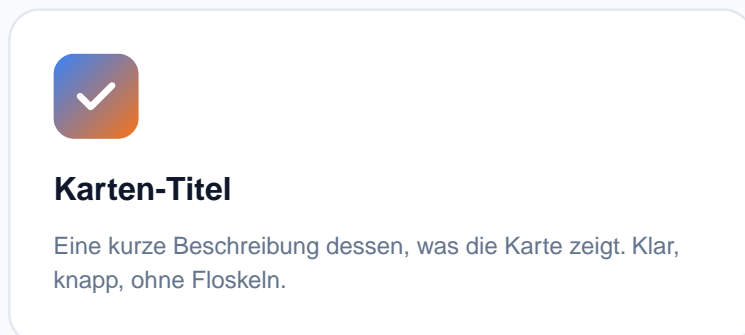 Karten-Titel
Eine kurze Beschreibung dessen, was die Karte zeigt. Klar,
knapp, ohne Floskeln.